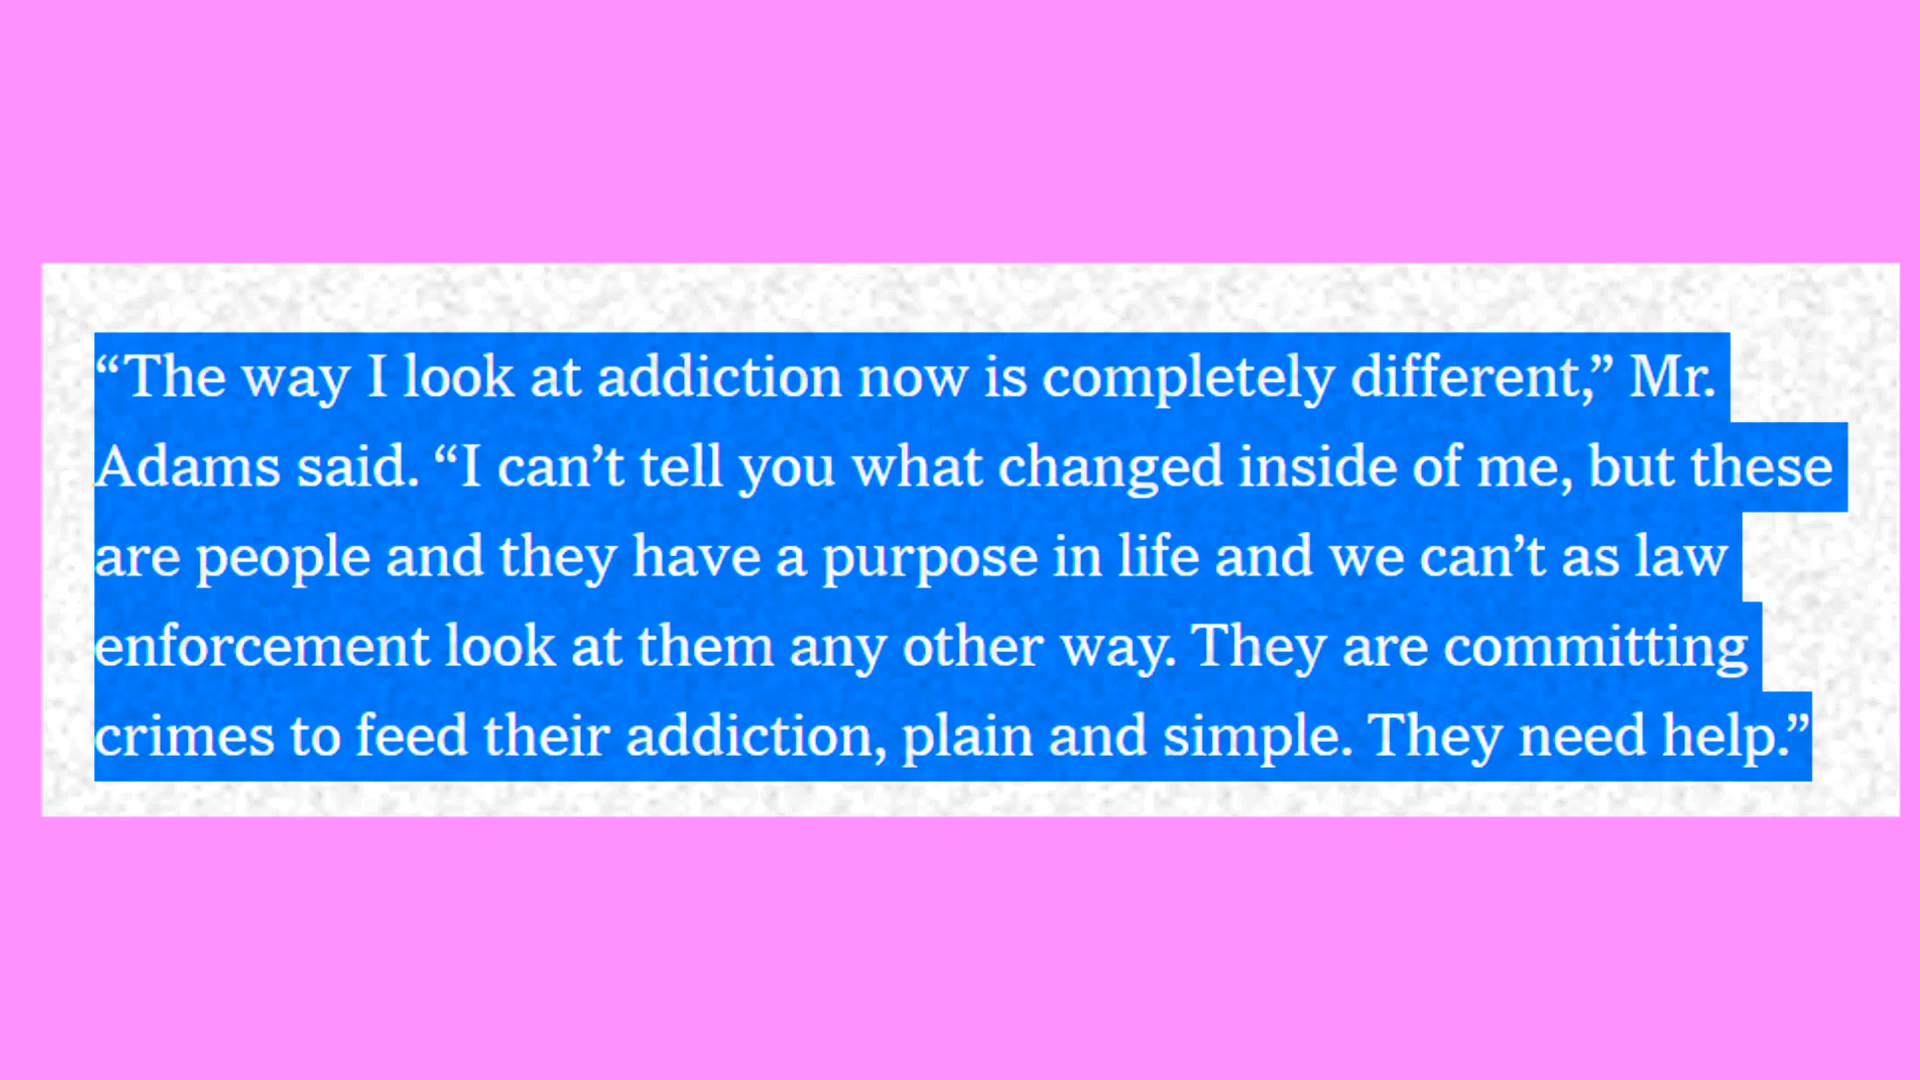 “The way I look at addiction now is completely different,” Mr.
Adams said. “I can’t tell you what changed inside of me, but these
are people and they have a purpose in life and we can’t as law
enforcement look at them any other way. They are committing
crimes to feed their addiction, plain and simple. They need help.”